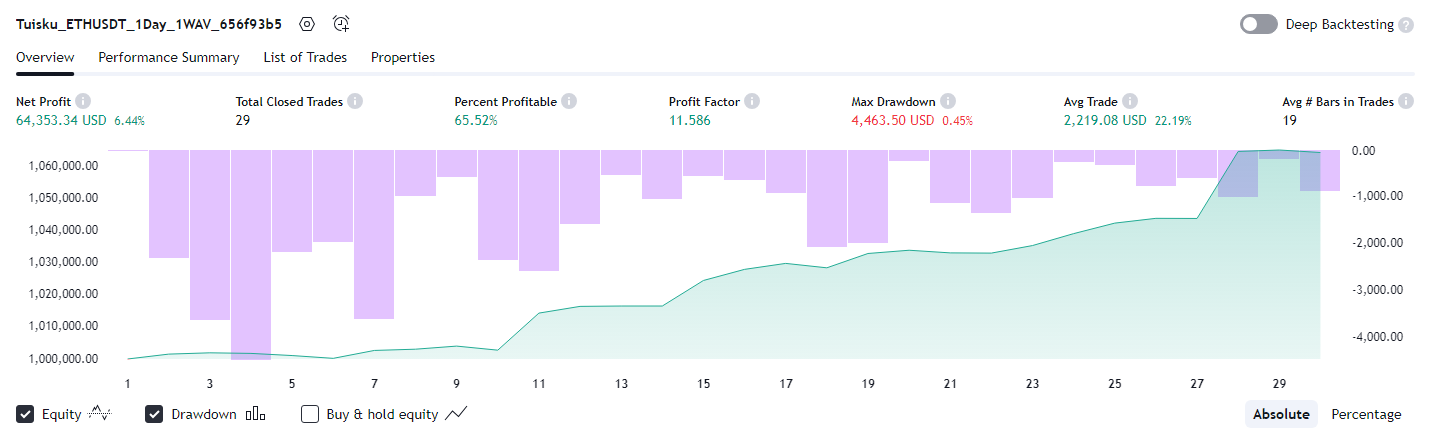 Tuisku_ETHUSDT_1Day_1WAV_656f93b5
Deep Backtesting ?
Overview Performance Summary List of Trades Properties
Net Profit Total Closed Trades Percent Profitable Profit Factor Max Drawdown Avg Trade Avg # Bars in Trades
64,353.34 USD 6.44% 29 65.52% 11.586 4,463.50 USD 0.45% 2,219.08 USD 22.19% 19
1,060,000.00 0.00
1,050,000.00 -1,000.00
1,040,000.00 -2,000.00
1,030,000.00
1,020,000.00 -3,000.00
1,010,000.00 -4,000.00
1,000,000.00
1 3 5 7 9 11 13 15 17 19 21 23 25 27 29
Equity Drawdown Buy & hold equity Absolute Percentage